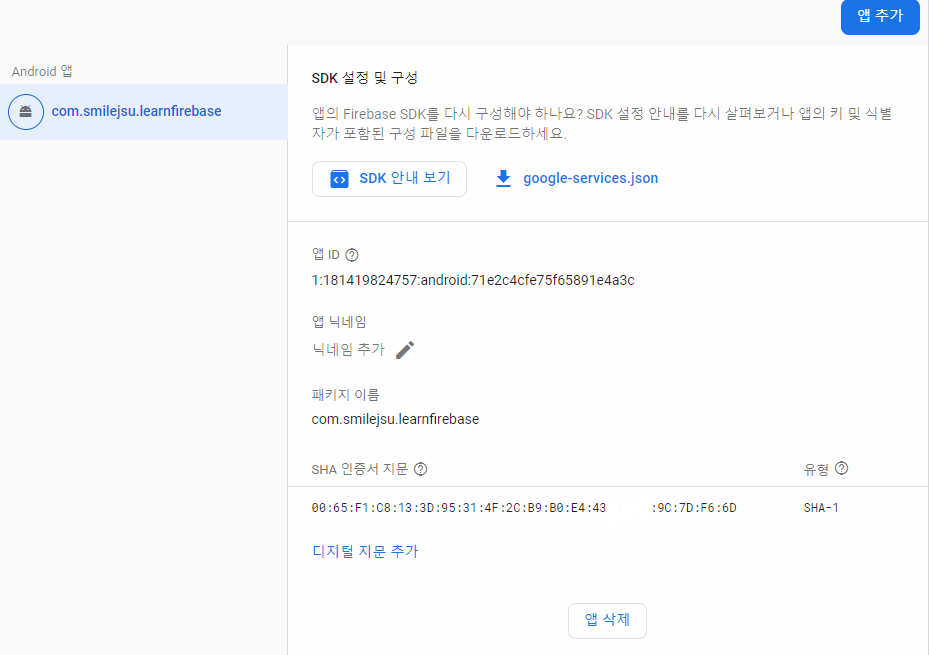 앱 추가
Android 앱
com.smilejsu.learnfirebase
SDK 설정 및 구성
앱의 Firebase SDK를 다시 구성해야 하나요? SDK 설정 안내를 다시 살펴보거나 앱의 키 및 식별
자가 포함된 구성 파일을 다운로드하세요.
SDK 안내 보기
google-services.json
앱 ID
1:181419824757:android:71e2c4cfe75f65891e4a3c
앱 닉네임
닉네임 추가
패키지 이름
com.smilejsu.learnfirebase
SHA 인증서 지문 유형
00:65:F1:C8:13:3D:95:31:4F:2C:B9:B0:E4:43 :9C:7D:F6:6D SHA-1
디지털 지문 추가
앱 삭제